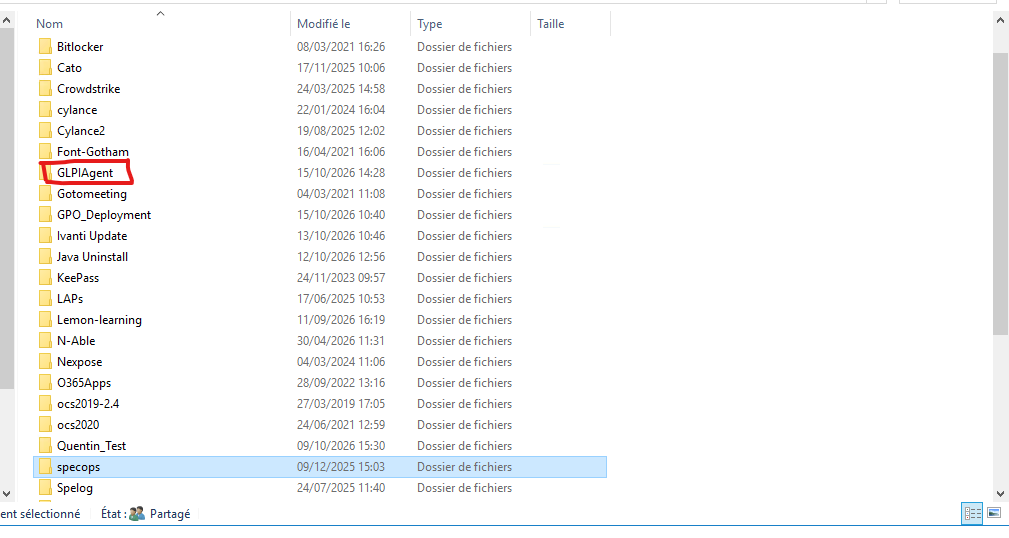 Nom Modifié le Type Taille
Bitlocker 08/03/2021 16:26 Dossier de fichiers
Cato 17/11/2025 10:06 Dossier de fichiers
Crowdstrike 24/03/2025 14:58 Dossier de fichiers
cylance 22/01/2024 16:04 Dossier de fichiers
Cylance2 19/08/2025 12:02 Dossier de fichiers
Font-Gotham 16/04/2021 16:06 Dossier de fichiers
GLPIAgent 15/10/2026 14:28 Dossier de fichiers
Gotomeeting 04/03/2021 11:08 Dossier de fichiers
GPO_Deployment 15/10/2026 10:40 Dossier de fichiers
Ivanti Update 13/10/2026 10:46 Dossier de fichiers
Java Uninstall 12/10/2026 12:56 Dossier de fichiers
KeePass 24/11/2023 09:57 Dossier de fichiers
LAPs 17/06/2025 10:53 Dossier de fichiers
Lemon-learning 11/09/2026 16:19 Dossier de fichiers
N-Able 30/04/2026 11:31 Dossier de fichiers
Nexpose 04/03/2024 11:06 Dossier de fichiers
O365Apps 28/09/2022 13:16 Dossier de fichiers
ocs2019-2.4 27/03/2019 17:05 Dossier de fichiers
ocs2020 24/06/2021 12:59 Dossier de fichiers
Quentin_Test 09/10/2026 15:30 Dossier de fichiers
specops 09/12/2025 15:03 Dossier de fichiers
Spelog 24/07/2025 11:40 Dossier de fichiers
ent sélectionné État : Partagé